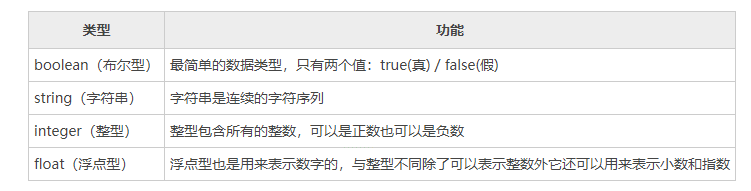 类型 功能
boolean（布尔型） 最简单的数据类型，只有两个值：true(真) / false(假)
string（字符串） 字符串是连续的字符序列
integer（整型） 整型包含所有的整数，可以是正数也可以是负数
float（浮点型） 浮点型也是用来表示数字的，与整型不同除了可以表示整数外它还可以用来表示小数和指数